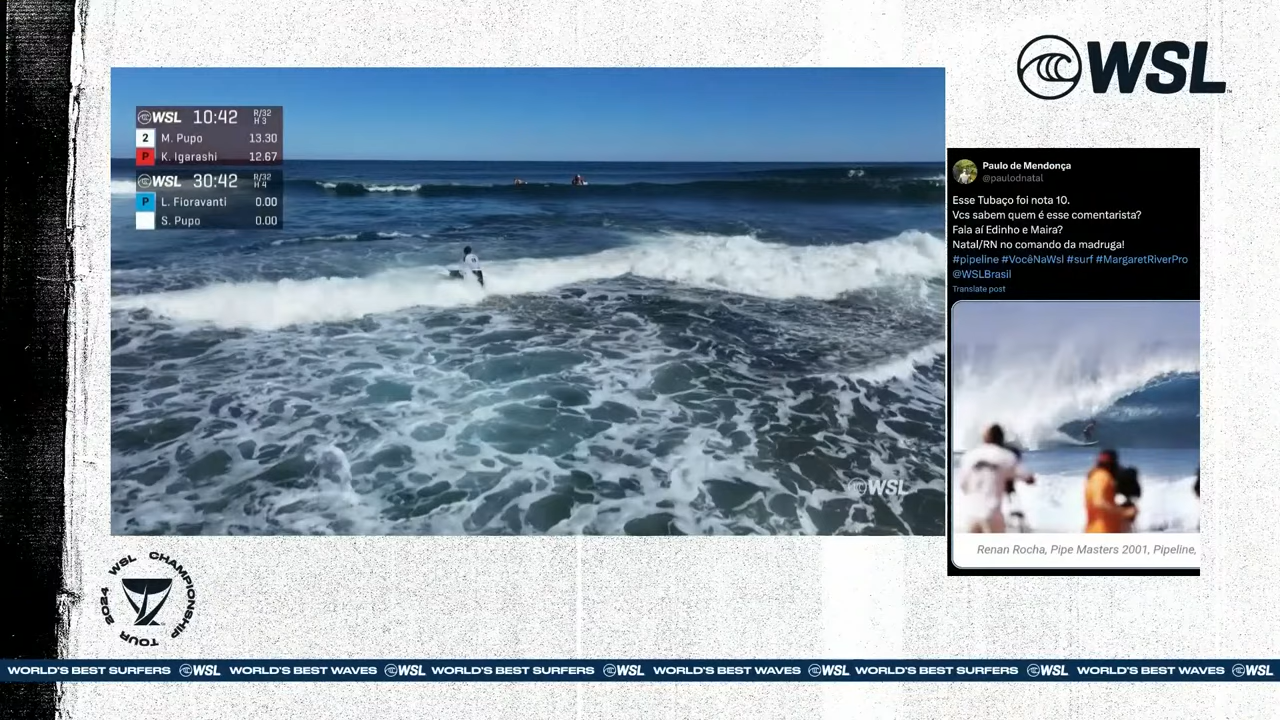 WSL
WSL 10:42 R/32 H 3
2 M. Pupo 13.30
P K. Igarashi 12.67
WSL 30:42 R/32 H 4
P L. Fioravanti 0.00
S. Pupo 0.00
WSL
Paulo de Mendonça
@paulodnatal
Esse Tubaço foi nota 10.
Vcs sabem quem é esse comentarista?
Fala aí Edinho e Maira?
Natal/RN no comando da madruga!
#pipeline #VocêNaWsl #surf #MargaretRiverPro
@WSLBrasil
Translate post
Renan Rocha, Pipe Masters 2001, Pipeline,
WSL CHAMPIONSHIP TOUR 2024
WORLD'S BEST SURFERS WSL WORLD'S BEST WAVES WSL WORLD'S BEST SURFERS WSL WORLD'S BEST WAVES WSL WORLD'S BEST SURFERS WSL WORLD'S BEST WAVES WSL